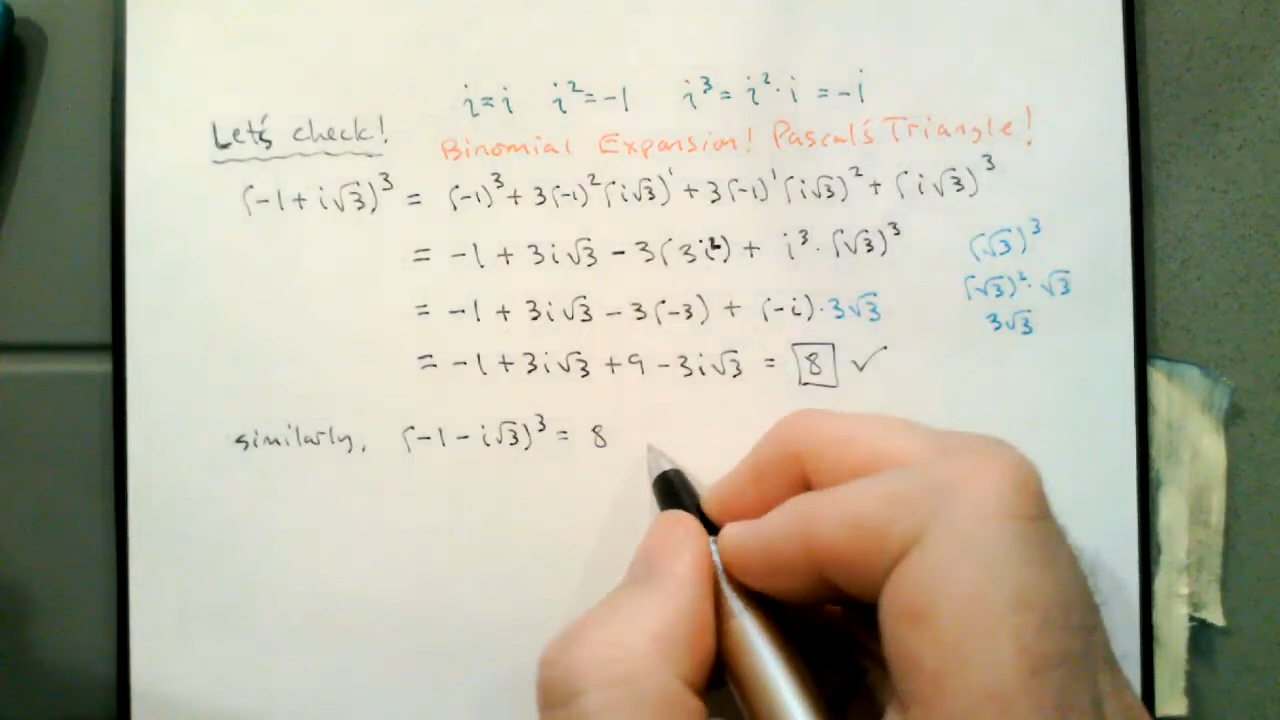 i = i   i² = -1   i³ = i² · i = -i
Let's check!   Binomial Expansion! Pascal's Triangle!
(-1+i√3)³ = (-1)³ + 3(-1)²(i√3)¹ + 3(-1)¹(i√3)² + (i√3)³
= -1 + 3i√3 - 3(3i²) + i³ · (√3)³   (√3)³
(√3)² · √3
= -1 + 3i√3 - 3(-3) + (-i) · 3√3   3√3
= -1 + 3i√3 + 9 - 3i√3 = 8 ✓
similarly, (-1 - i√3)³ = 8